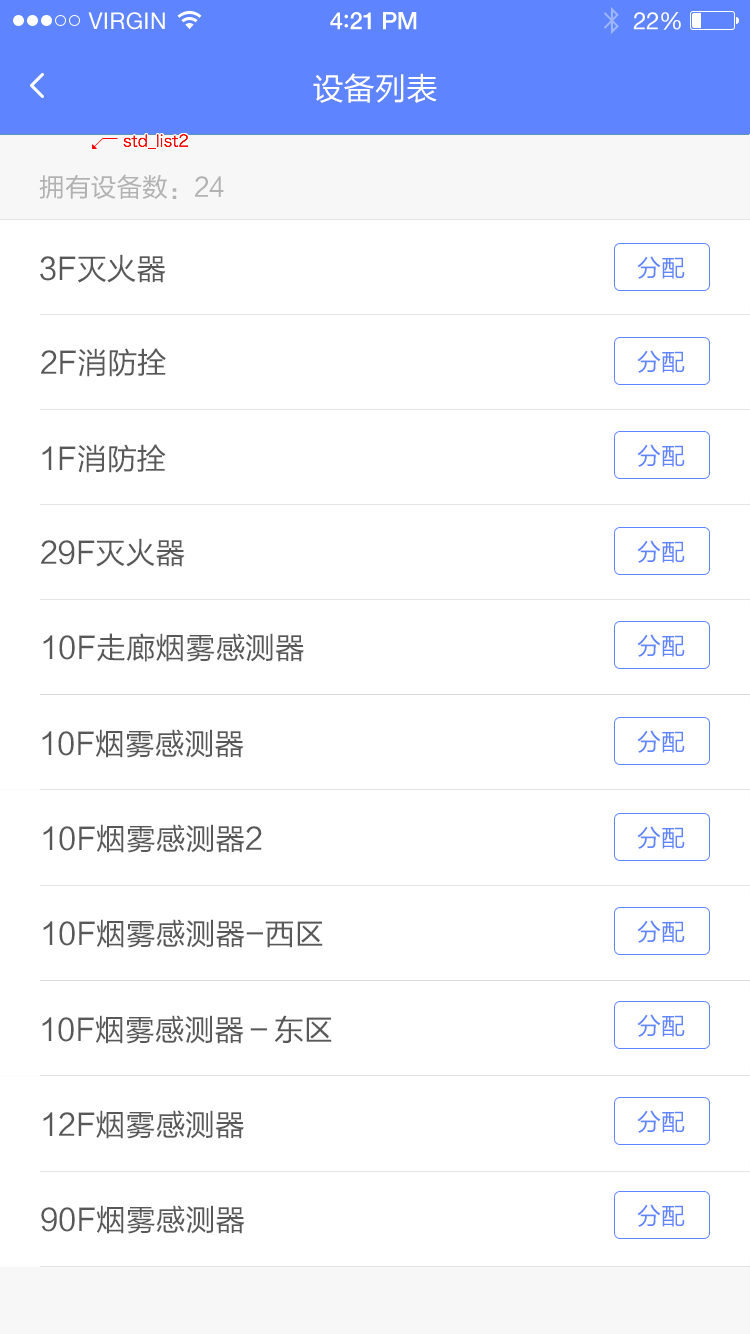 VIRGIN 4:21 PM 22%
设备列表
std_list2
拥有设备数：24
3F灭火器 分配
2F消防拴 分配
1F消防拴 分配
29F灭火器 分配
10F走廊烟雾感测器 分配
10F烟雾感测器 分配
10F烟雾感测器2 分配
10F烟雾感测器-西区 分配
10F烟雾感测器－东区 分配
12F烟雾感测器 分配
90F烟雾感测器 分配